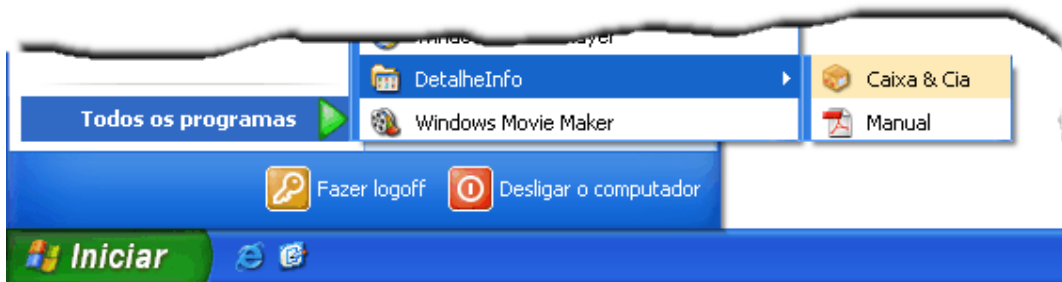 DetalheInfo
Caixa & Cia
Todos os programas
Windows Movie Maker
Manual
Fazer logoff
Desligar o computador
Iniciar